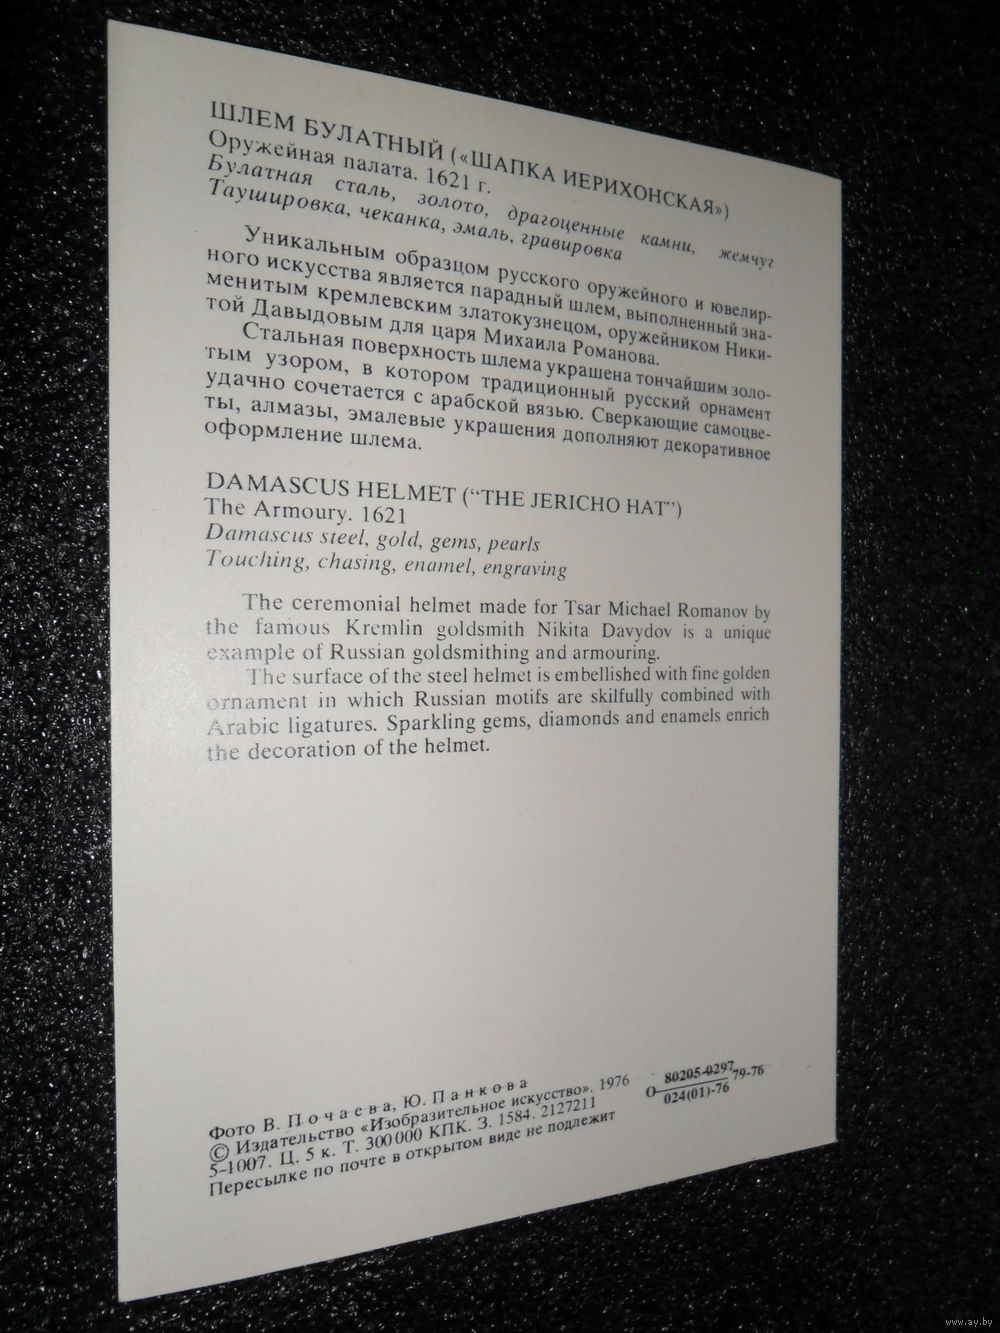 ШЛЕМ БУЛАТНЫЙ («ШАПКА ИЕРИХОНСКАЯ»)
Оружейная палата. 1621 г.
Булатная сталь, золото, драгоценные камни, жемчуг
Таушировка, чеканка, эмаль, гравировка
Уникальным образцом русского оружейного и ювелир-
ного искусства является парадный шлем, выполненный зна-
менитым кремлевским златокузнецом, оружейником Ники-
той Давыдовым для царя Михаила Романова.
Стальная поверхность шлема украшена тончайшим золо-
тым узором, в котором традиционный русский орнамент
удачно сочетается с арабской вязью. Сверкающие самоцве-
ты, алмазы, эмалевые украшения дополняют декоративное
оформление шлема.
DAMASCUS HELMET (“THE JERICHO HAT”)
The Armoury. 1621
Damascus steel, gold, gems, pearls
Touching, chasing, enamel, engraving
The ceremonial helmet made for Tsar Michael Romanov by
the famous Kremlin goldsmith Nikita Davydov is a unique
example of Russian goldsmithing and armouring.
The surface of the steel helmet is embellished with fine golden
ornament in which Russian motifs are skilfully combined with
Arabic ligatures. Sparkling gems, diamonds and enamels enrich
the decoration of the helmet.
Фото В. Почаева, Ю. Панкова
© Издательство «Изобразительное искусство». 1976
5-1007. Ц. 5 к. Т. 300 000 КПК. З. 1584. 2127211
Пересылке по почте в открытом виде не подлежит
О 80205-0297 79-76
024(01)-76
www.ay.by